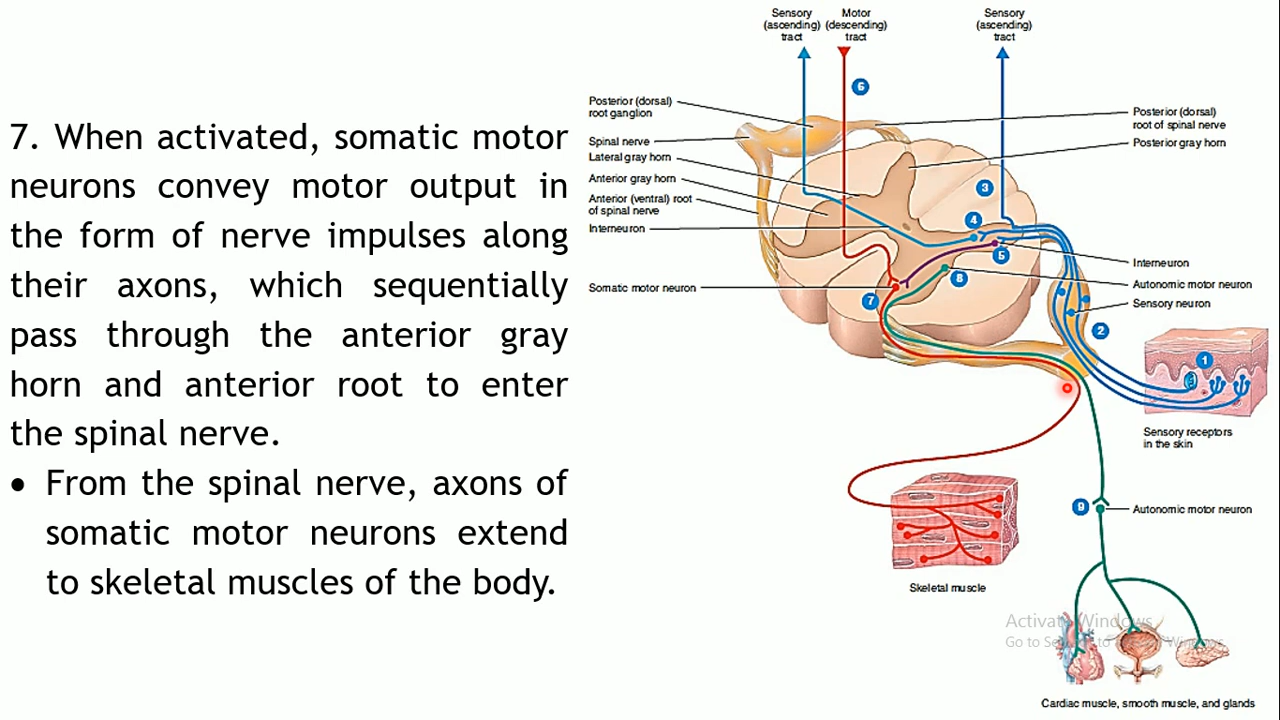 7. When activated, somatic motor
neurons convey motor output in
the form of nerve impulses along
their axons, which sequentially
pass through the anterior gray
horn and anterior root to enter
the spinal nerve.
• From the spinal nerve, axons of
somatic motor neurons extend
to skeletal muscles of the body.
Sensory
(ascending)
tract
Motor
(descending)
tract
Sensory
(ascending)
tract
6
Posterior (dorsal)
root ganglion
Spinal nerve
Lateral gray horn
Anterior gray horn
Anterior (ventral) root
of spinal nerve
Interneuron
Somatic motor neuron
Posterior (dorsal)
root of spinal nerve
Posterior gray horn
3
4
5
8
7
Interneuron
Autonomic motor neuron
Sensory neuron
2
1
Sensory receptors
in the skin
9
Autonomic motor neuron
Skeletal muscle
Activate Windows
Go to to Windows
Cardiac muscle, smooth muscle, and glands